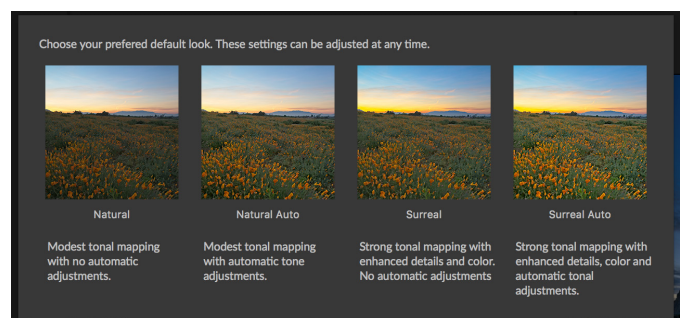 Choose your prefered default look. These settings can be adjusted at any time.
Natural
Natural Auto
Surreal
Surreal Auto
Modest tonal mapping
with no automatic
adjustments.
Modest tonal mapping
with automatic tone
adjustments.
Strong tonal mapping with
enhanced details and color.
No automatic adjustments
Strong tonal mapping with
enhanced details, color and
automatic tonal
adjustments.